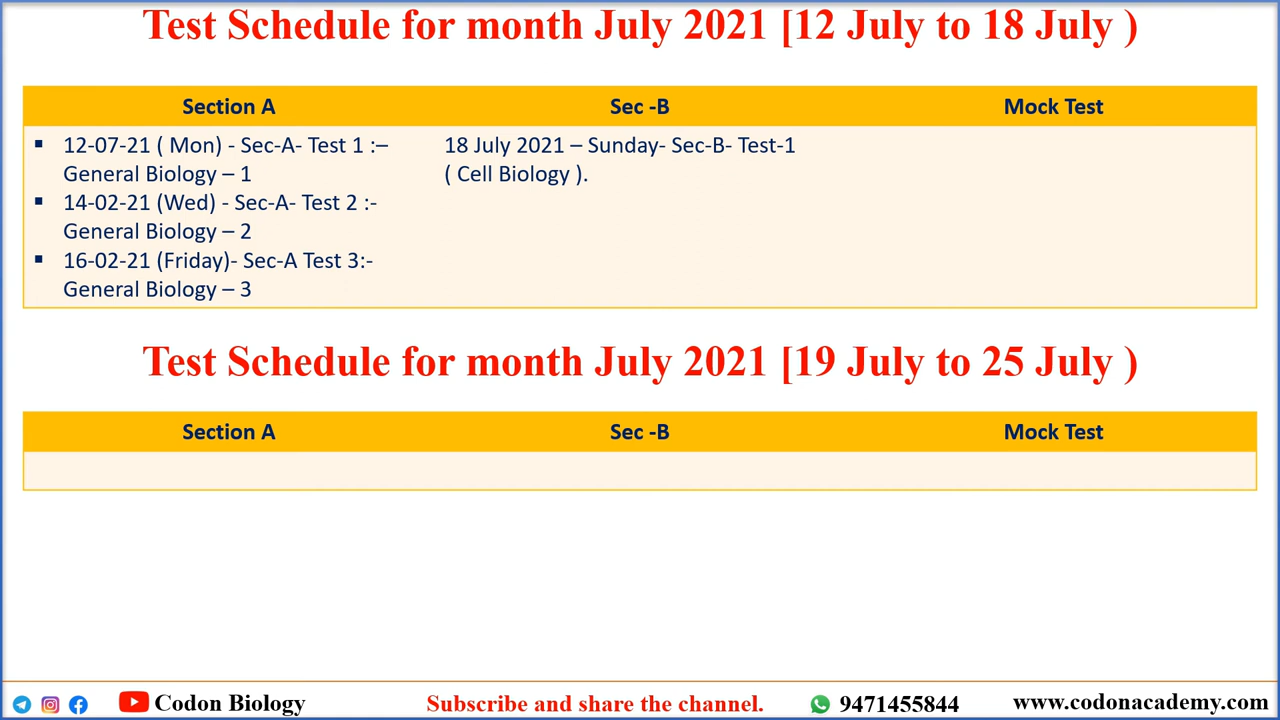 Test Schedule for month July 2021 [12 July to 18 July )
Section A
Sec -B
Mock Test
▪ 12-07-21 ( Mon) - Sec-A- Test 1 :–
General Biology – 1
▪ 14-02-21 (Wed) - Sec-A- Test 2 :-
General Biology – 2
▪ 16-02-21 (Friday)- Sec-A Test 3:-
General Biology – 3
18 July 2021 – Sunday- Sec-B- Test-1
( Cell Biology ).
Test Schedule for month July 2021 [19 July to 25 July )
Section A
Sec -B
Mock Test
Codon Biology
Subscribe and share the channel.
9471455844
www.codonacademy.com